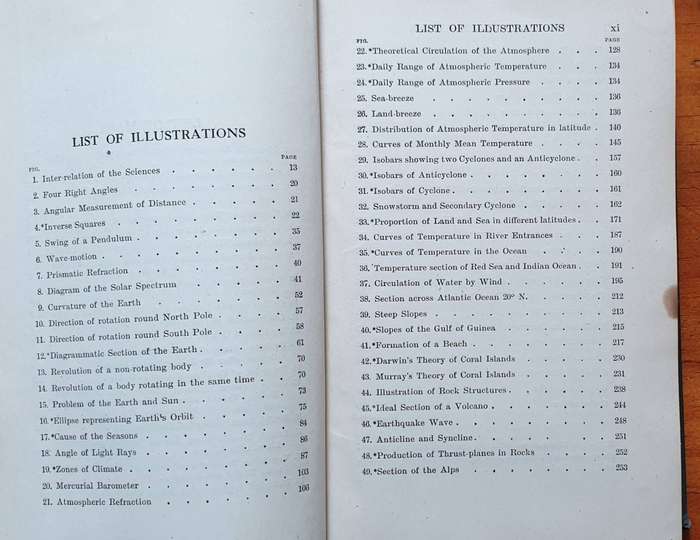 LIST OF ILLUSTRATIONS
FIG. PAGE
1. Inter-relation of the Sciences . . . . . . 13
2. Four Right Angles . . . . . . . 20
3. Angular Measurement of Distance . . . . . 21
4.*Inverse Squares . . . . . . . 22
5. Swing of a Pendulum . . . . . . . 35
6. Wave-motion . . . . . . . . 37
7. Prismatic Refraction . . . . . . . 40
8. Diagram of the Solar Spectrum . . . . . 41
9. Curvature of the Earth . . . . . . 52
10. Direction of rotation round North Pole . . . . 57
11. Direction of rotation round South Pole . . . . 58
12.*Diagrammatic Section of the Earth . . . . . 61
13. Revolution of a non-rotating body . . . . . 70
14. Revolution of a body rotating in the same time . . 70
15. Problem of the Earth and Sun . . . . . 73
16.*Ellipse representing Earth's Orbit . . . . . 75
17.*Cause of the Seasons . . . . . . . 84
18. Angle of Light Rays . . . . . . . 86
19.*Zones of Climate . . . . . . . 87
20. Mercurial Barometer . . . . . . . 103
21. Atmospheric Refraction . . . . . . 106
LIST OF ILLUSTRATIONS xi
FIG. PAGE
22.*Theoretical Circulation of the Atmosphere . . . 128
23.*Daily Range of Atmospheric Temperature . . . 134
24.*Daily Range of Atmospheric Pressure . . . . 134
25. Sea-breeze . . . . . . . . 136
26. Land-breeze . . . . . . . . 136
27. Distribution of Atmospheric Temperature in latitude . 140
28. Curves of Monthly Mean Temperature . . . . 145
29. Isobars showing two Cyclones and an Anticyclone . . 157
30.*Isobars of Anticyclone . . . . . . . 160
31.*Isobars of Cyclone . . . . . . . . 161
32. Snowstorm and Secondary Cyclone . . . . . 162
33.*Proportion of Land and Sea in different latitudes . . 171
34. Curves of Temperature in River Entrances . . . 187
35.*Curves of Temperature in the Ocean . . . . 190
36. Temperature section of Red Sea and Indian Ocean . . 191
37. Circulation of Water by Wind . . . . . 195
38. Section across Atlantic Ocean 20° N. . . . . 212
39. Steep Slopes . . . . . . . . 213
40.*Slopes of the Gulf of Guinea . . . . . 215
41.*Formation of a Beach . . . . . . . 217
42.*Darwin's Theory of Coral Islands . . . . 230
43. Murray's Theory of Coral Islands . . . . 231
44. Illustration of Rock Structures . . . . . 238
45.*Ideal Section of a Volcano . . . . . . 244
46.*Earthquake Wave . . . . . . . . 248
47. Anticline and Syncline . . . . . . . 251
48.*Production of Thrust-planes in Rocks . . . . 252
49.*Section of the Alps . . . . . . . 253